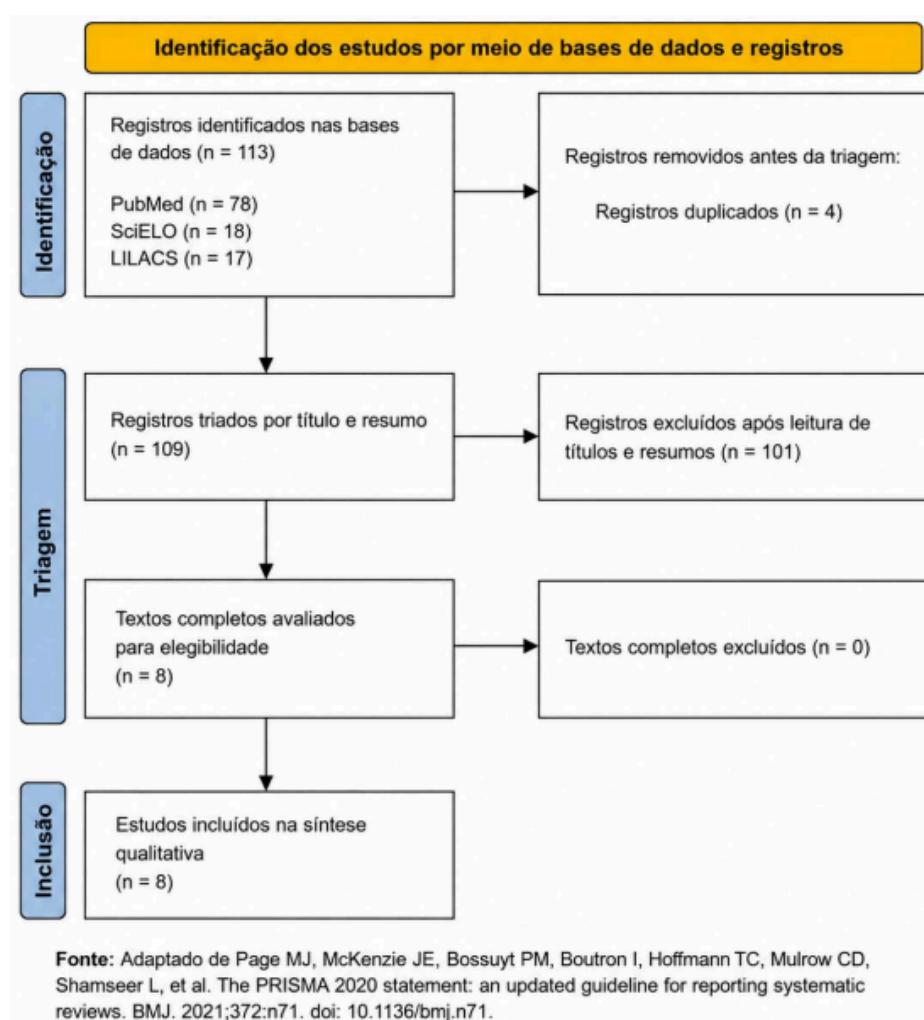 Identificação dos estudos por meio de bases de dados e registros
Identificação
Registros identificados nas bases
de dados (n = 113)
PubMed (n = 78)
SciELO (n = 18)
LILACS (n = 17)
Registros removidos antes da triagem:
Registros duplicados (n = 4)
Triagem
Registros triados por título e resumo
(n = 109)
Registros excluídos após leitura de
títulos e resumos (n = 101)
Textos completos avaliados
para elegibilidade
(n = 8)
Textos completos excluídos (n = 0)
Inclusão
Estudos incluídos na síntese
qualitativa
(n = 8)
Fonte: Adaptado de Page MJ, McKenzie JE, Bossuyt PM, Boutron I, Hoffmann TC, Mulrow CD,
Shamseer L, et al. The PRISMA 2020 statement: an updated guideline for reporting systematic
reviews. BMJ. 2021;372:n71. doi: 10.1136/bmj.n71.